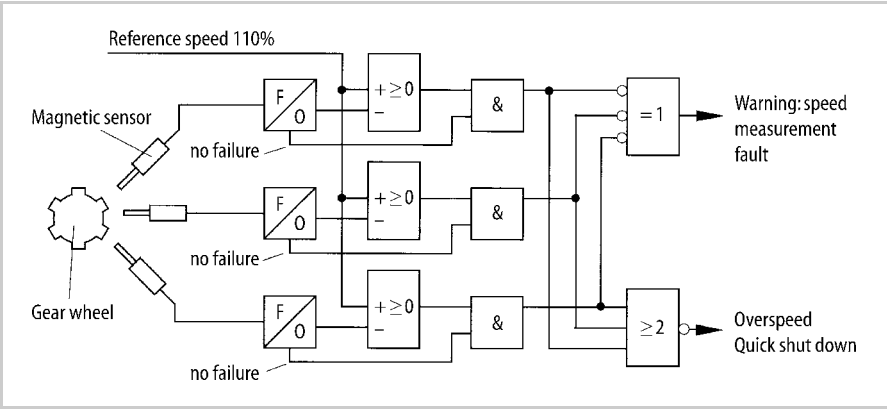 Reference speed 110%
Magnetic sensor
Gear wheel
F
O
no failure
+ ≥0
−
&
F
O
no failure
+ ≥0
−
&
F
O
no failure
+ ≥0
−
&
=1
Warning: speed
measurement
fault
≥2
Overspeed
Quick shut down